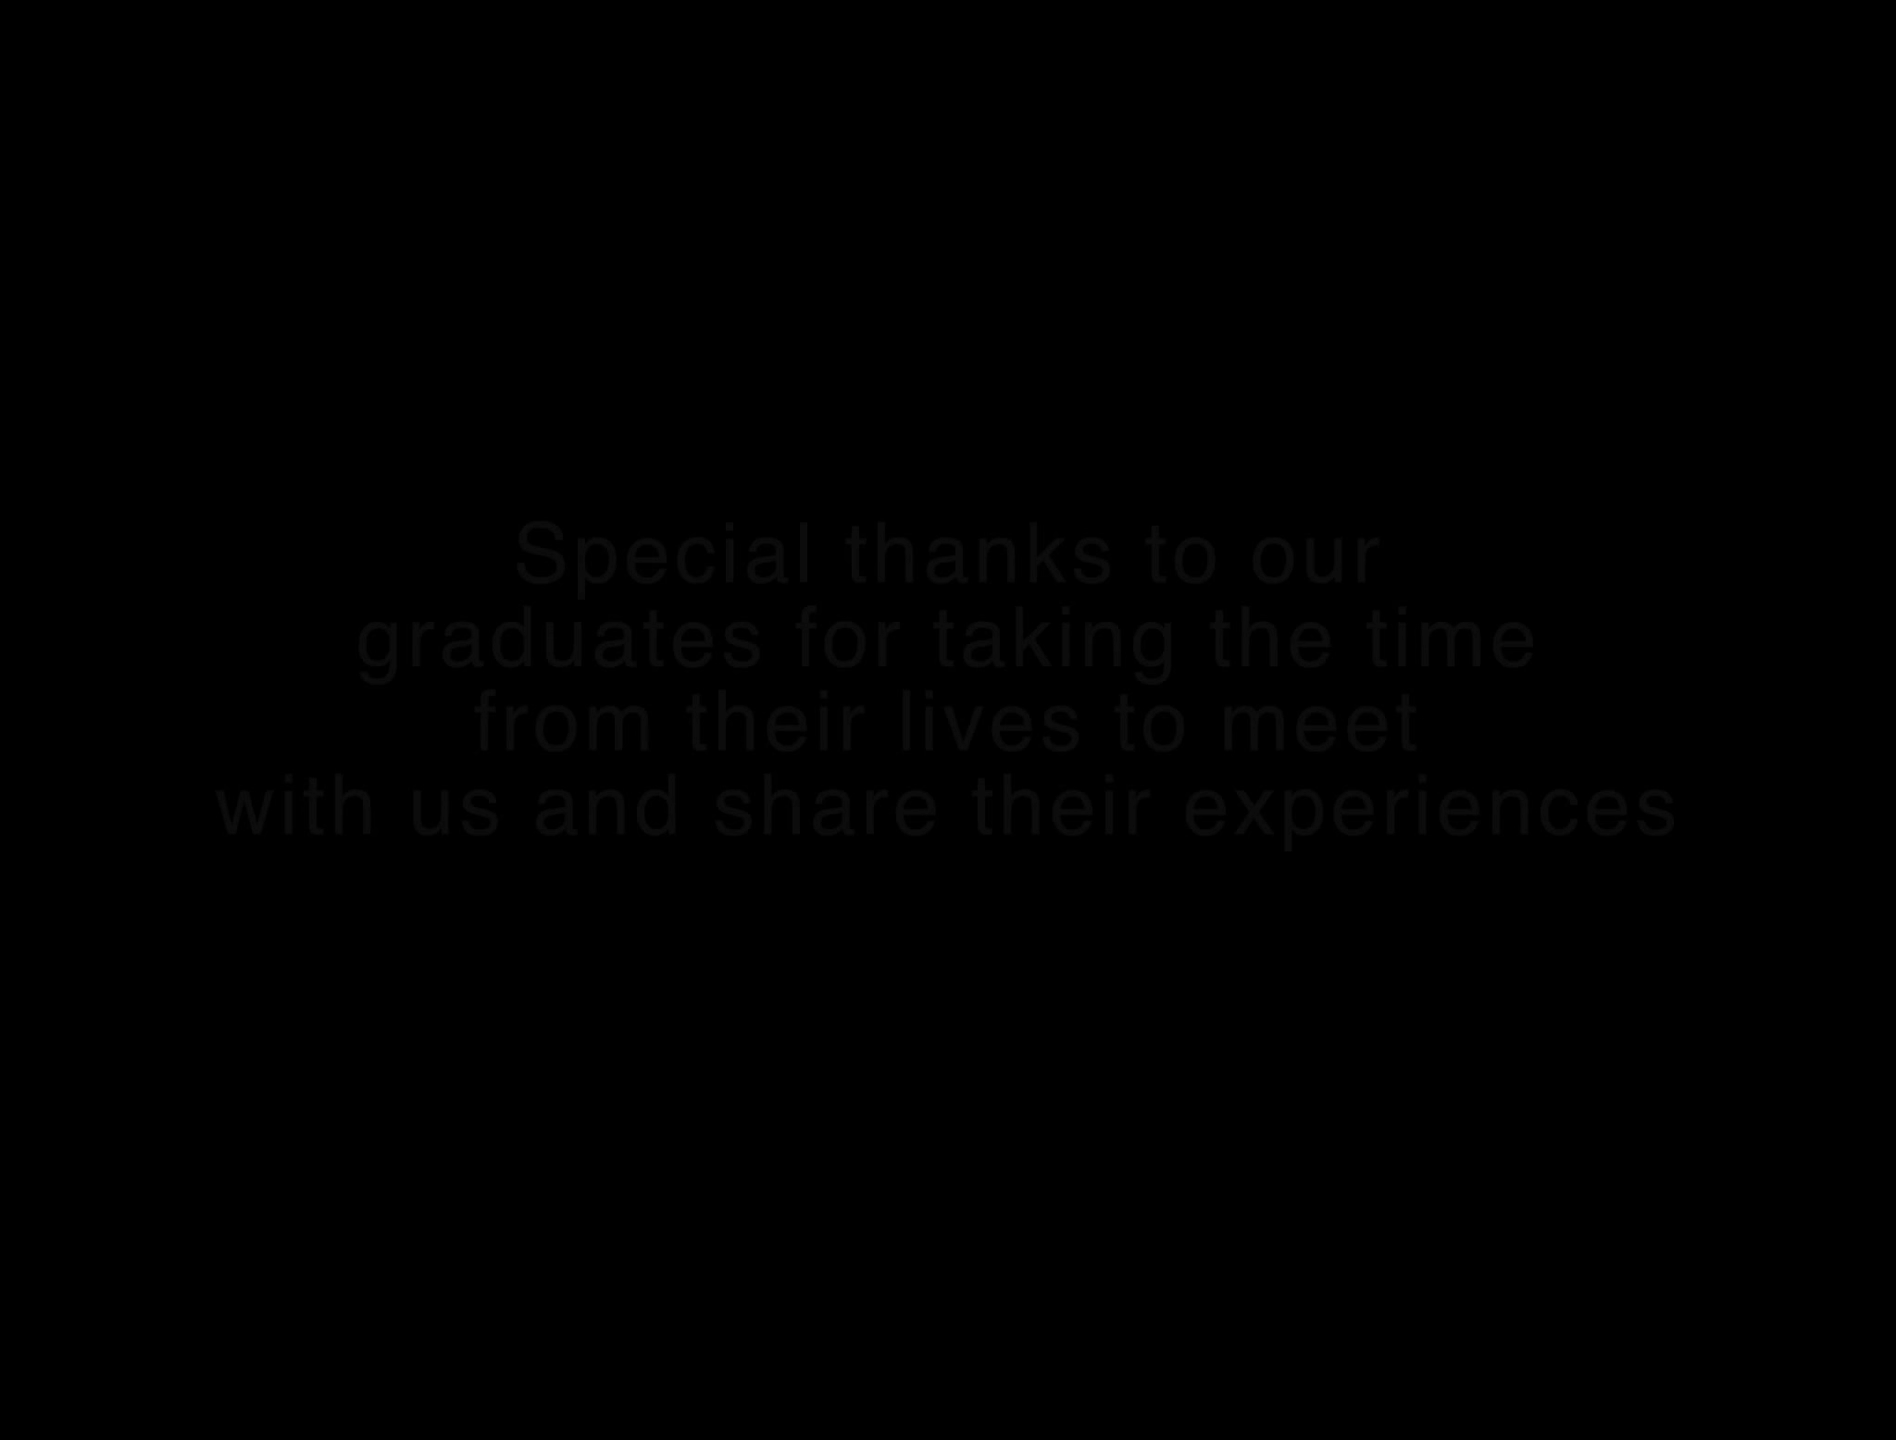 Special thanks to our
graduates for taking the time
from their lives to meet
with us and share their experiences